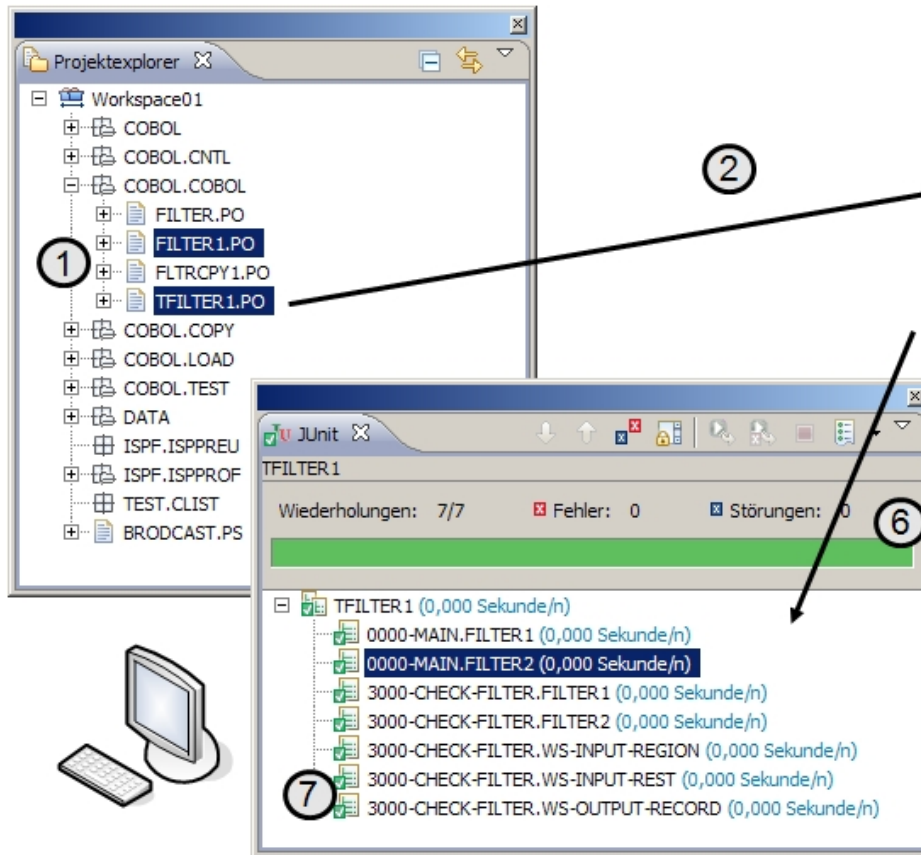 Projektexplorer
Workspace01
COBOL
COBOL.CNTL
COBOL.COBOL
FILTER.PO
FILTER1.PO
FLTRCPY1.PO
TFILTER1.PO
COBOL.COPY
COBOL.LOAD
COBOL.TEST
DATA
ISPF.ISPPREU
ISPF.ISPPROF
TEST.CLIST
BRODCAST.PS
1
2
JUnit
TFILTER1
Wiederholungen: 7/7 Fehler: 0 Störungen: 0
6
TFILTER1 (0,000 Sekunde/n)
0000-MAIN.FILTER1 (0,000 Sekunde/n)
0000-MAIN.FILTER2 (0,000 Sekunde/n)
3000-CHECK-FILTER.FILTER1 (0,000 Sekunde/n)
3000-CHECK-FILTER.FILTER2 (0,000 Sekunde/n)
3000-CHECK-FILTER.WS-INPUT-REGION (0,000 Sekunde/n)
3000-CHECK-FILTER.WS-INPUT-REST (0,000 Sekunde/n)
3000-CHECK-FILTER.WS-OUTPUT-RECORD (0,000 Sekunde/n)
7